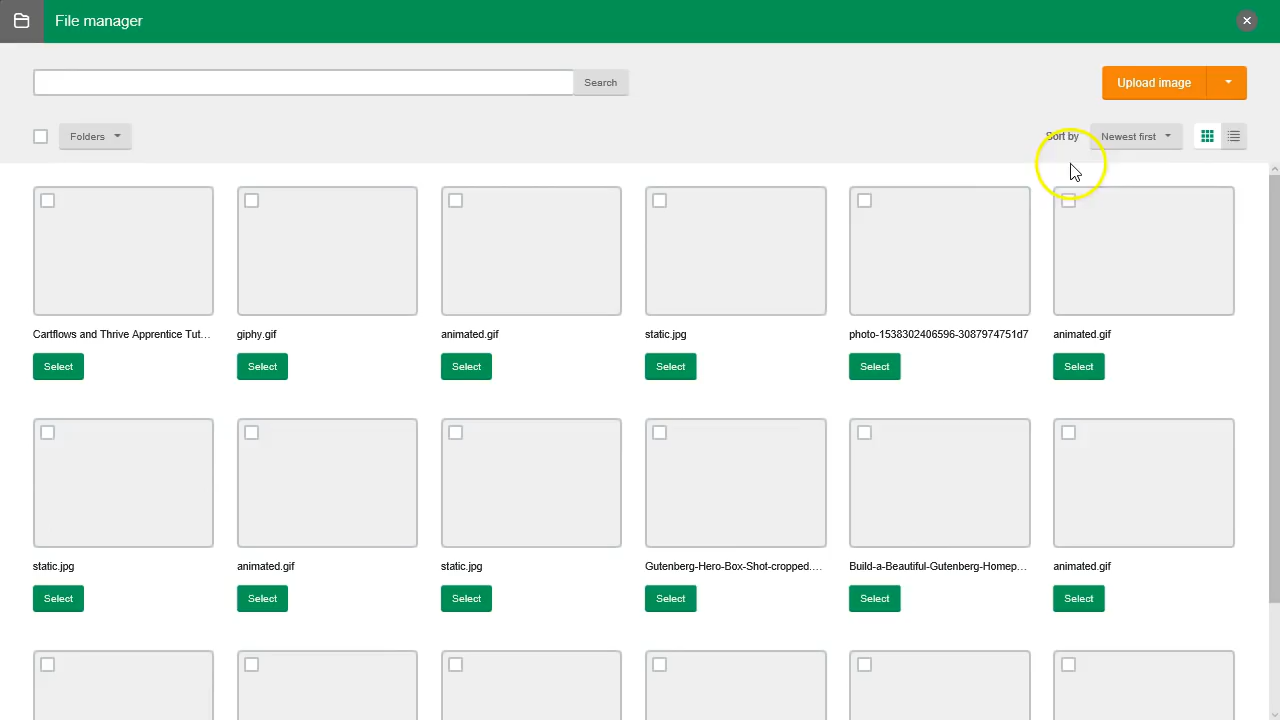 File manager
Search
Upload image
Folders
Sort by
Newest first
Cartflows and Thrive Apprentice Tut...
giphy.gif
animated.gif
static.jpg
photo-1538302406596-3087974751d7
animated.gif
Select
Select
Select
Select
Select
Select
static.jpg
animated.gif
static.jpg
Gutenberg-Hero-Box-Shot-cropped....
Build-a-Beautiful-Gutenberg-Homep...
animated.gif
Select
Select
Select
Select
Select
Select